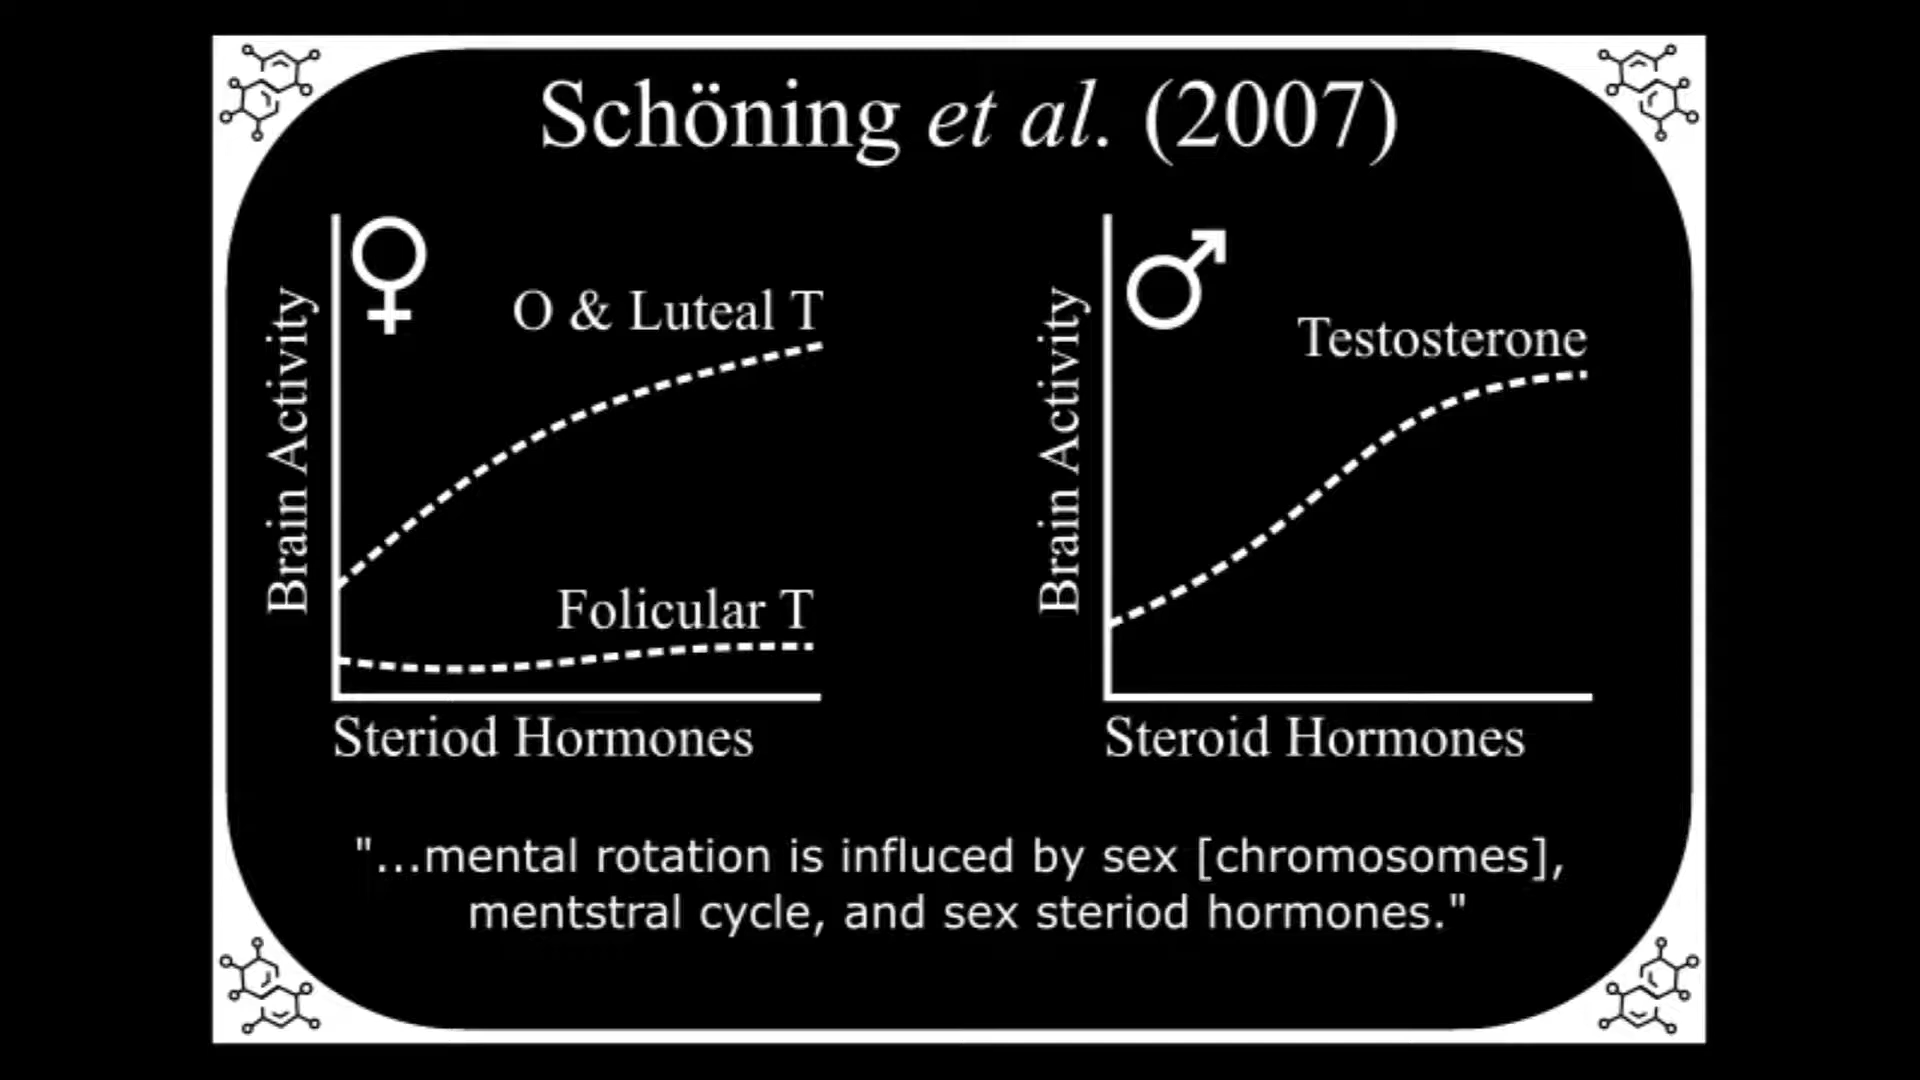 Schöning et al. (2007)
Brain Activity
O & Luteal T
Folicular T
Steriod Hormones
Brain Activity
Testosterone
Steroid Hormones
"...mental rotation is influced by sex [chromosomes],
mentstral cycle, and sex steriod hormones."